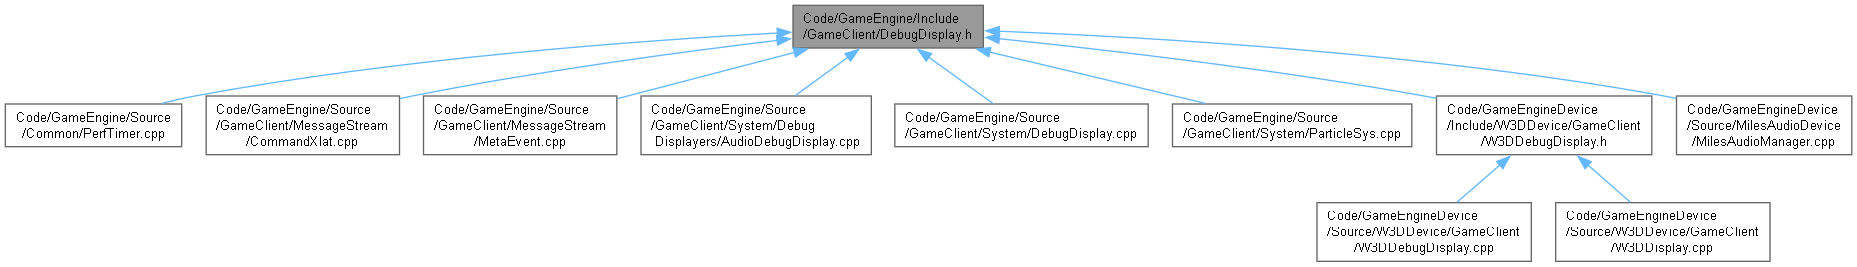 Code/GameEngine/Include
/GameClient/DebugDisplay.h
Code/GameEngine/Source
/Common/PerfTimer.cpp
Code/GameEngine/Source
/GameClient/MessageStream
/CommandXlat.cpp
Code/GameEngine/Source
/GameClient/MessageStream
/MetaEvent.cpp
Code/GameEngine/Source
/GameClient/System/Debug
Displayers/AudioDebugDisplay.cpp
Code/GameEngine/Source
/GameClient/System/DebugDisplay.cpp
Code/GameEngine/Source
/GameClient/System/ParticleSys.cpp
Code/GameEngineDevice
/Include/W3DDevice/GameClient
/W3DDebugDisplay.h
Code/GameEngineDevice
/Source/MilesAudioDevice
/MilesAudioManager.cpp
Code/GameEngineDevice
/Source/W3DDevice/GameClient
/W3DDebugDisplay.cpp
Code/GameEngineDevice
/Source/W3DDevice/GameClient
/W3DDisplay.cpp